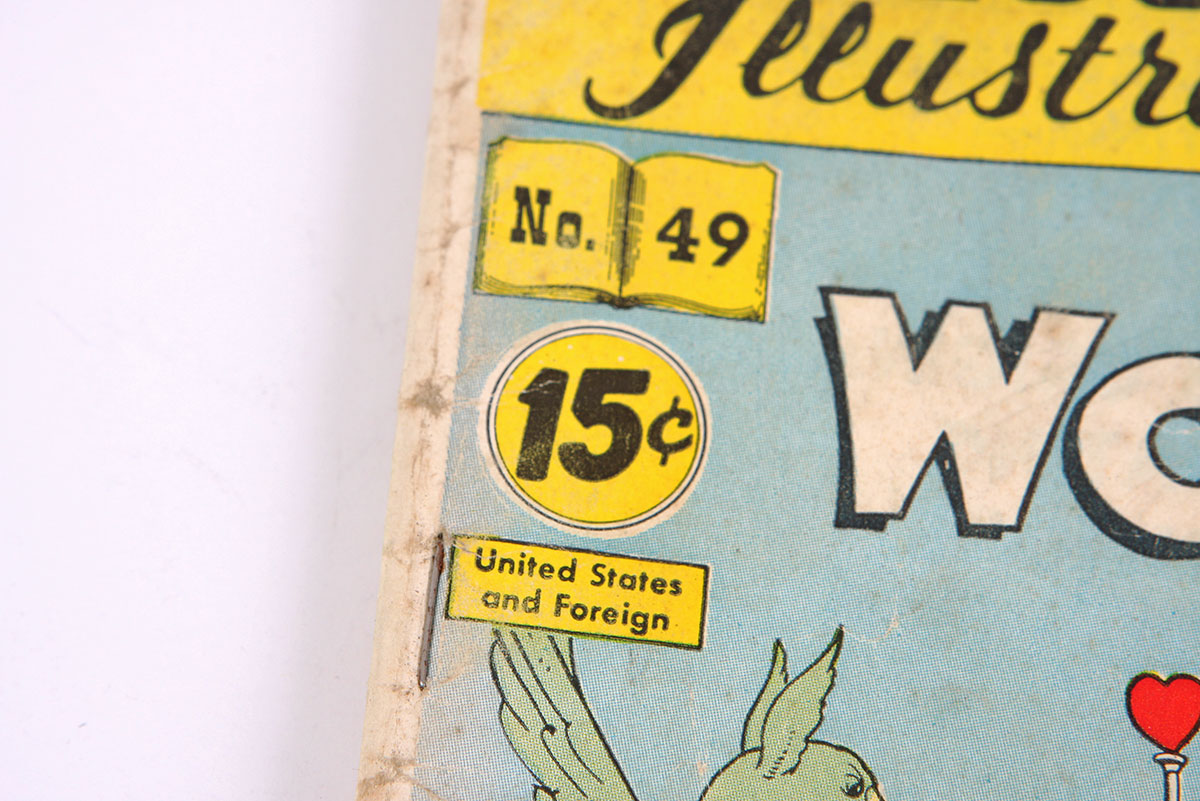 Illustr
No. 49
15¢
WO
United States
and Foreign